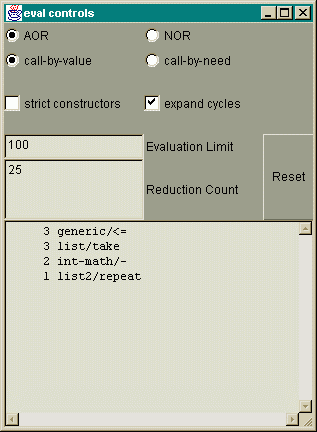 eval controls
AOR NOR
call-by-value call-by-need
strict constructors expand cycles
100 Evaluation Limit
25
Reduction Count
Reset
3 generic/<=
3 list/take
2 int-math/-
1 list2/repeat